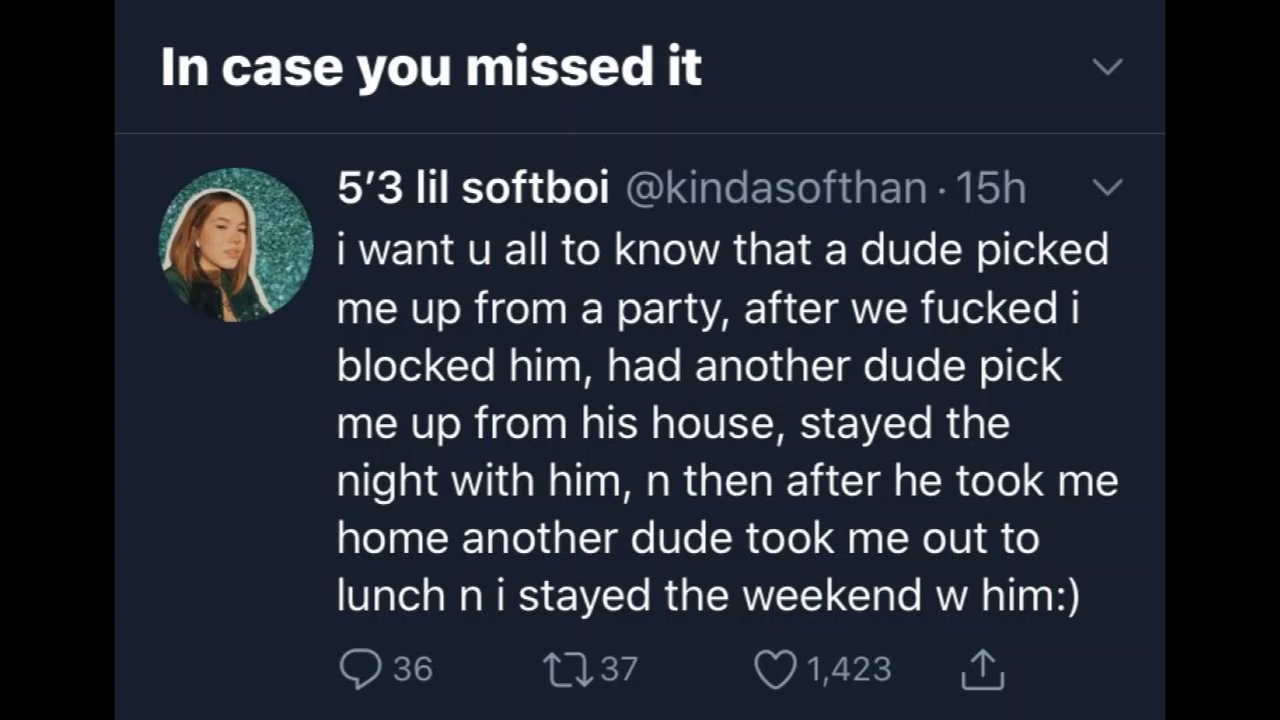 In case you missed it
5’3 lil softboi @kindasofthan · 15h
i want u all to know that a dude picked
me up from a party, after we fucked i
blocked him, had another dude pick
me up from his house, stayed the
night with him, n then after he took me
home another dude took me out to
lunch n i stayed the weekend w him:)
36 37 1,423